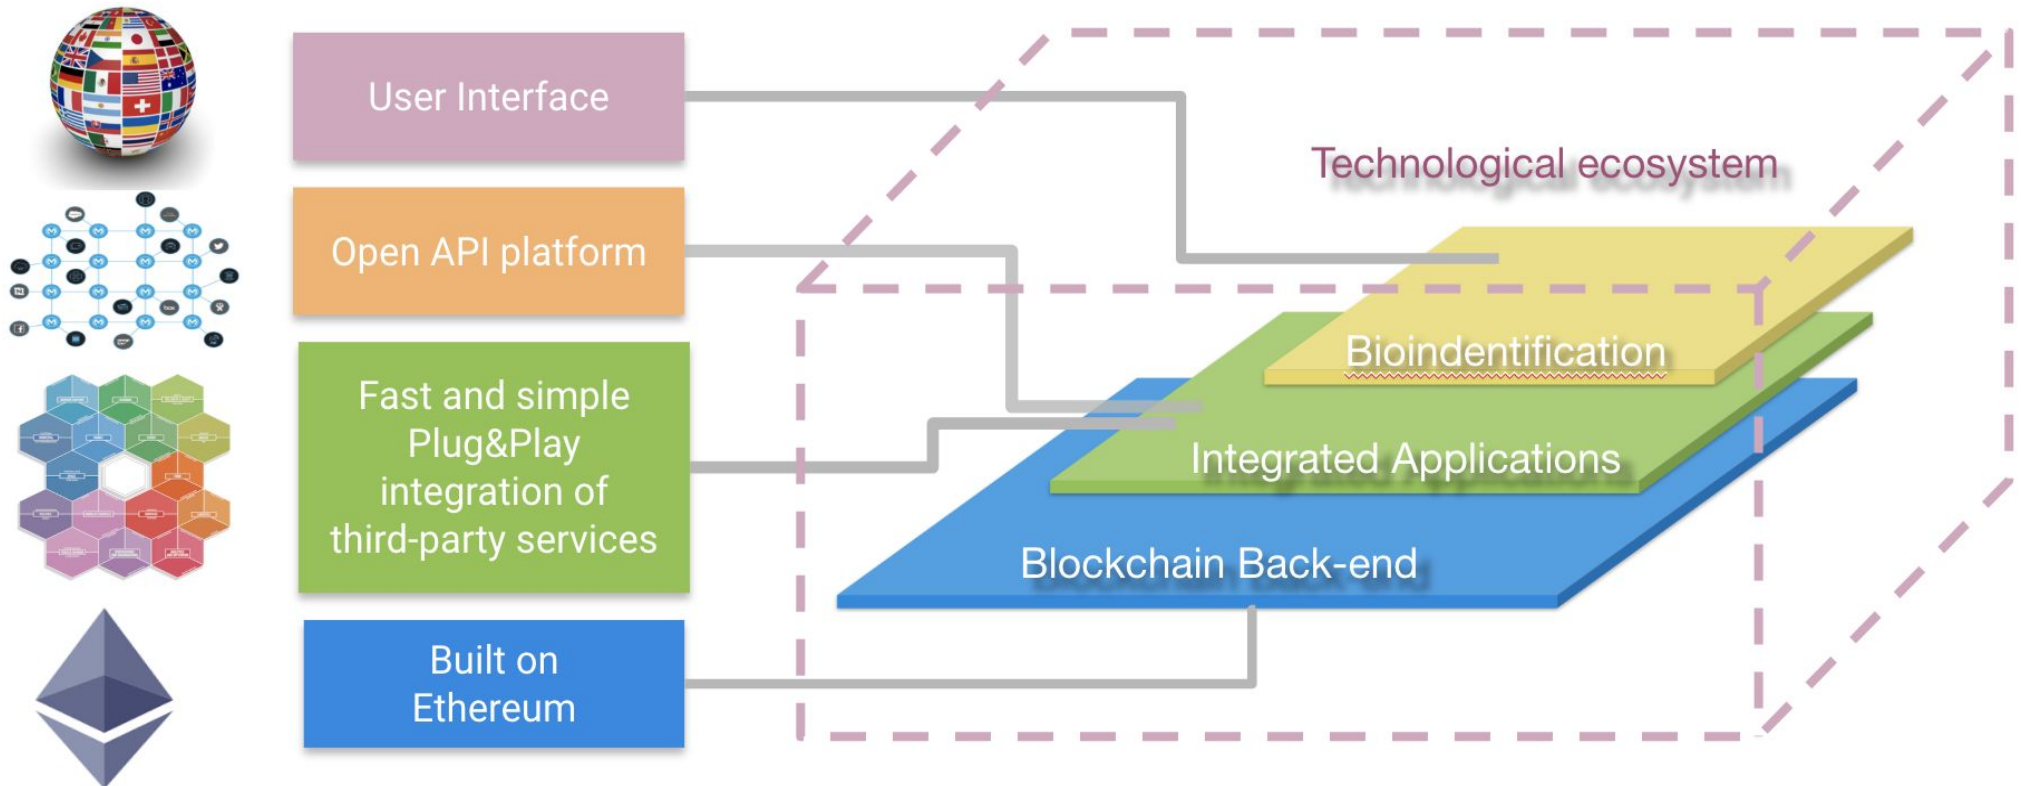 User Interface
Open API platform
Fast and simple
Plug&Play
integration of
third-party services
Built on
Ethereum
Technological ecosystem
Bioindentification
Integrated Applications
Blockchain Back-end